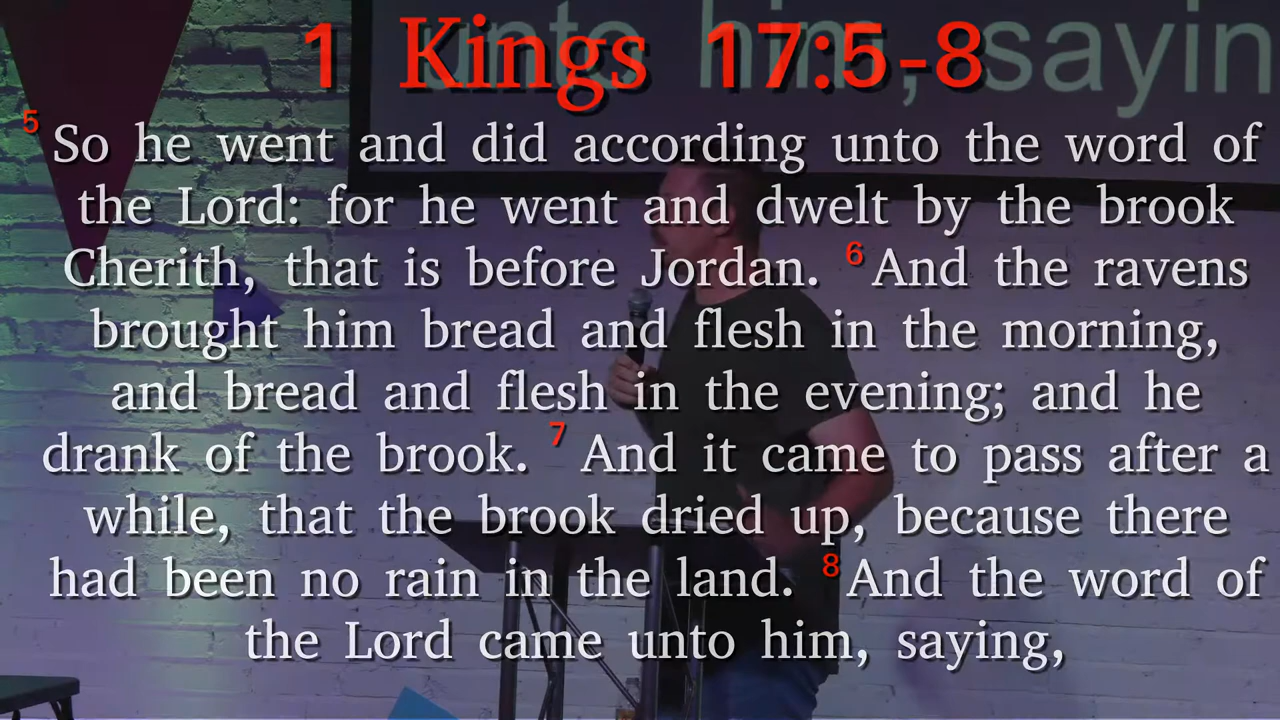 unto him, sayin
1 Kings 17:5-8
5 So he went and did according unto the word of
the Lord: for he went and dwelt by the brook
Cherith, that is before Jordan. 6 And the ravens
brought him bread and flesh in the morning,
and bread and flesh in the evening; and he
drank of the brook. 7 And it came to pass after a
while, that the brook dried up, because there
had been no rain in the land. 8 And the word of
the Lord came unto him, saying,